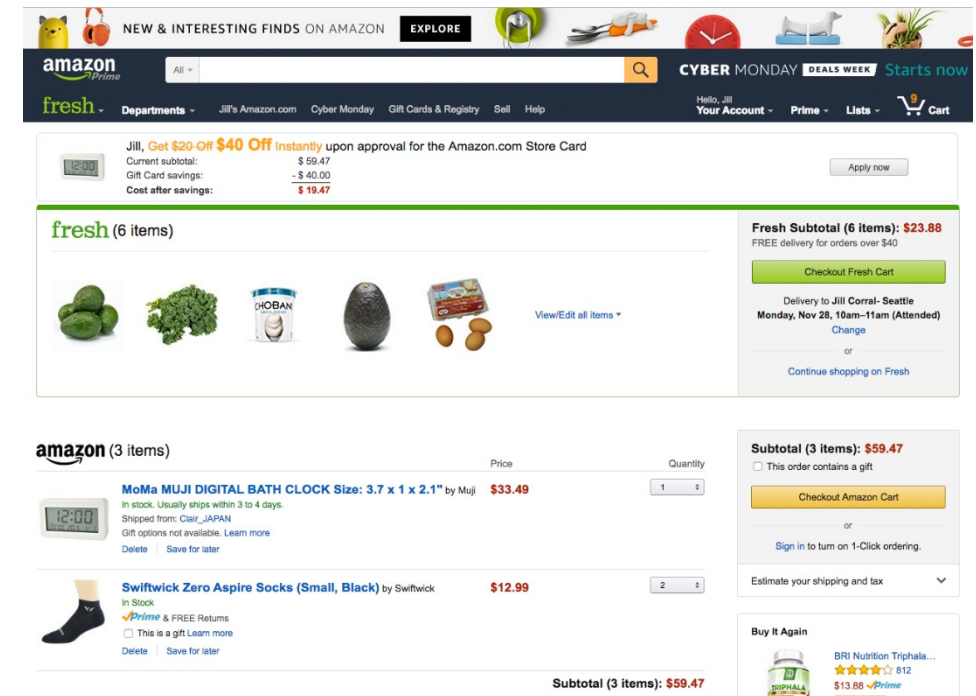 NEW & INTERESTING FINDS ON AMAZON EXPLORE
amazon Prime
All
CYBER MONDAY DEALS WEEK Starts now
fresh
Departments Jill's Amazon.com Cyber Monday Gift Cards & Registry Sell Help
Hello, Jill
Your Account Prime Lists 9 Cart
Jill, Get $20 Off $40 Off Instantly upon approval for the Amazon.com Store Card
Current subtotal: $ 59.47
Gift Card savings: - $ 40.00
Cost after savings: $ 19.47
Apply now
12:00
fresh (6 items)
CHOBANI
View/Edit all items
Fresh Subtotal (6 items): $23.88
FREE delivery for orders over $40
Checkout Fresh Cart
Delivery to Jill Corral- Seattle
Monday, Nov 28, 10am–11am (Attended)
Change
or
Continue shopping on Fresh
amazon (3 items)
Price Quantity
12:00
MoMa MUJI DIGITAL BATH CLOCK Size: 3.7 x 1 x 2.1" by Muji $33.49 1
In stock. Usually ships within 3 to 4 days.
Shipped from: Clair_JAPAN
Gift options not available. Learn more
Delete Save for later
Swiftwick Zero Aspire Socks (Small, Black) by Swiftwick $12.99 2
In Stock
Prime & FREE Returns
This is a gift Learn more
Delete Save for later
Subtotal (3 items): $59.47
Subtotal (3 items): $59.47
This order contains a gift
Checkout Amazon Cart
or
Sign in to turn on 1-Click ordering.
Estimate your shipping and tax
Buy It Again
TRIPHALA
BRI Nutrition Triphala...
812
$13.88 Prime